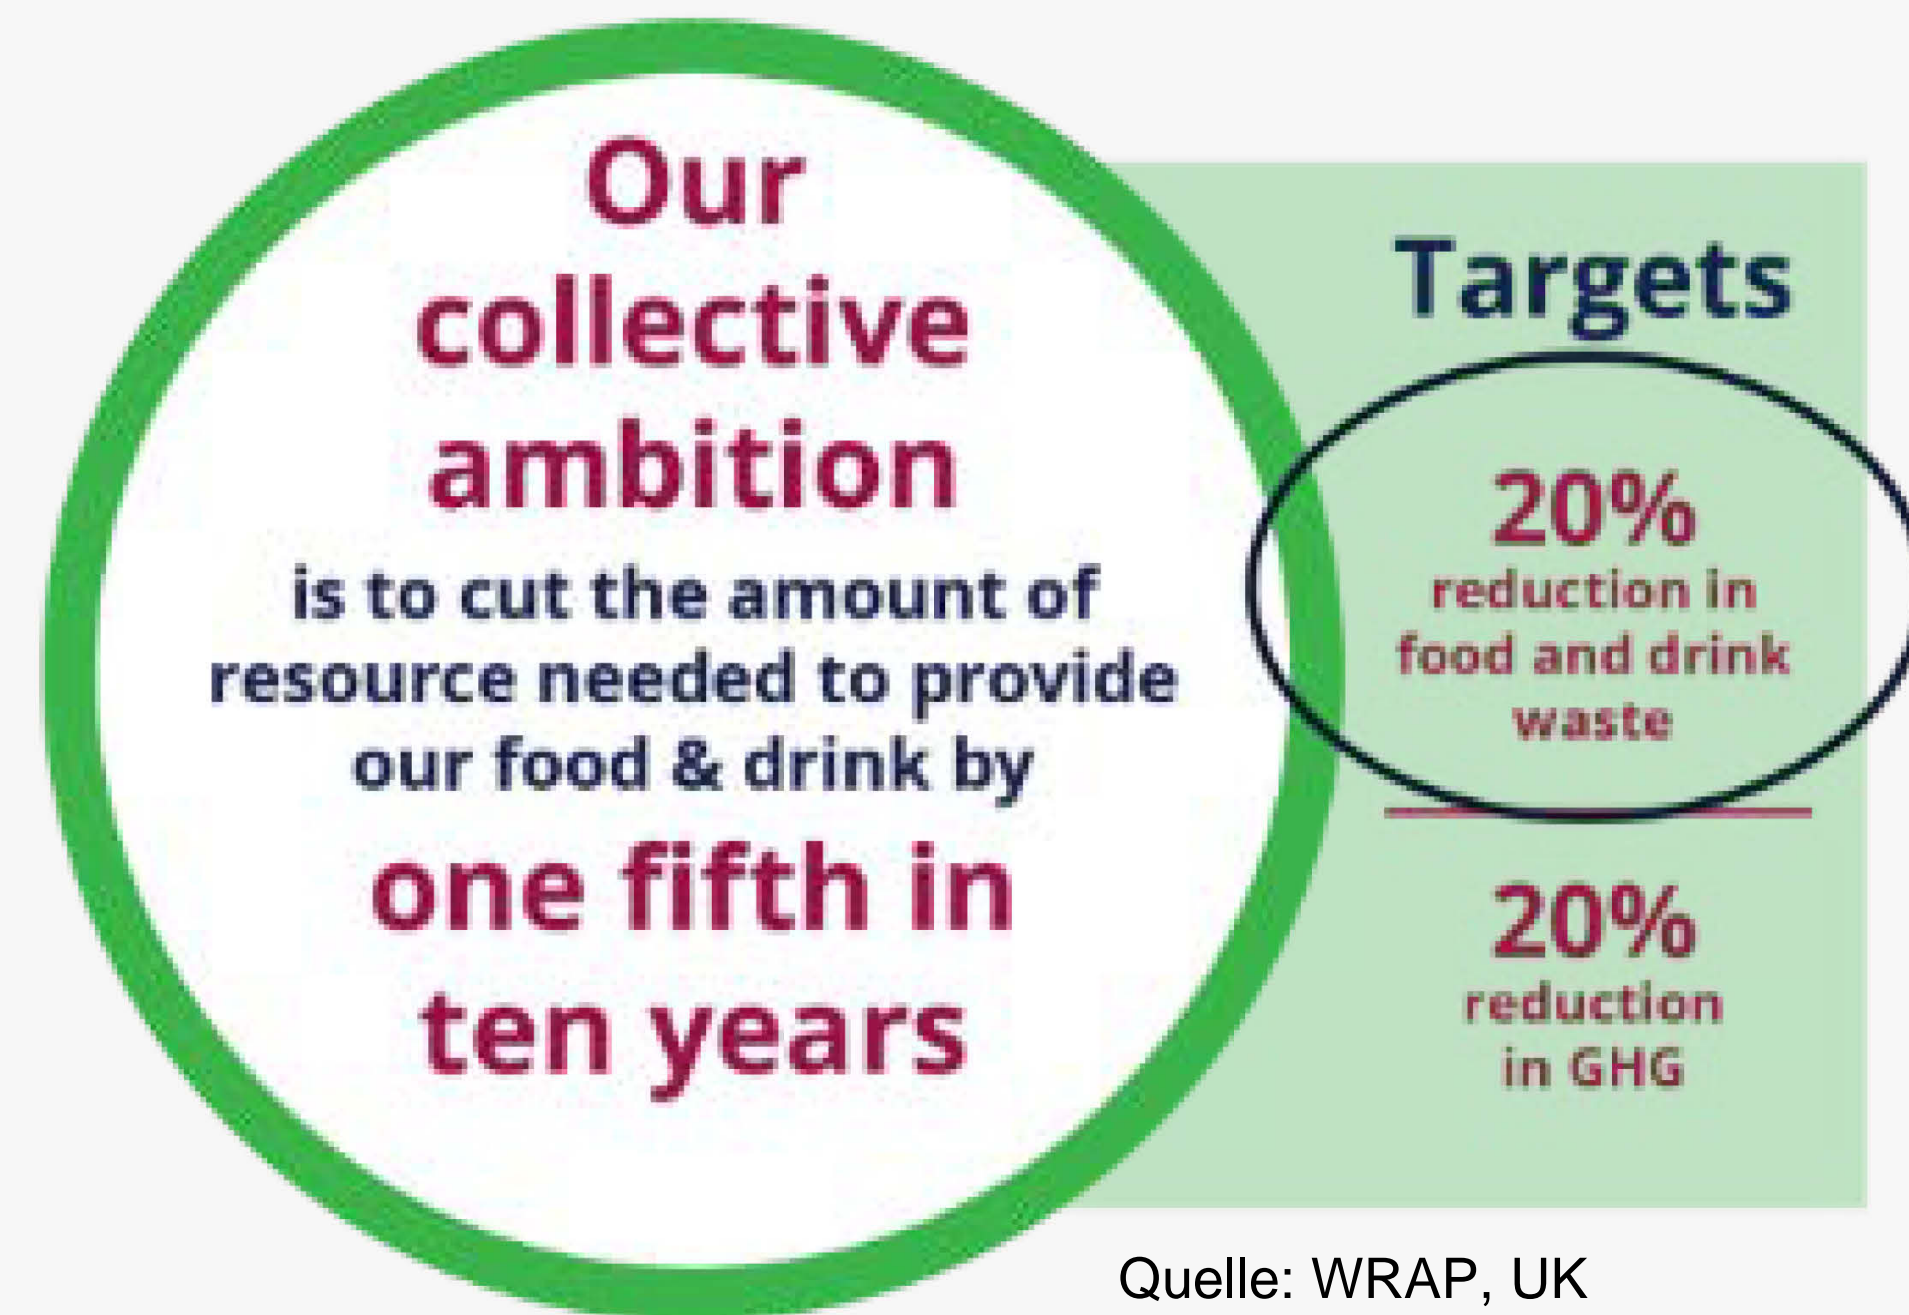 Our
collective
ambition
is to cut the amount of
resource needed to provide
our food & drink by
one fifth in
ten years
Targets
20%
reduction in
food and drink
waste
20%
reduction
in GHG
Quelle: WRAP, UK